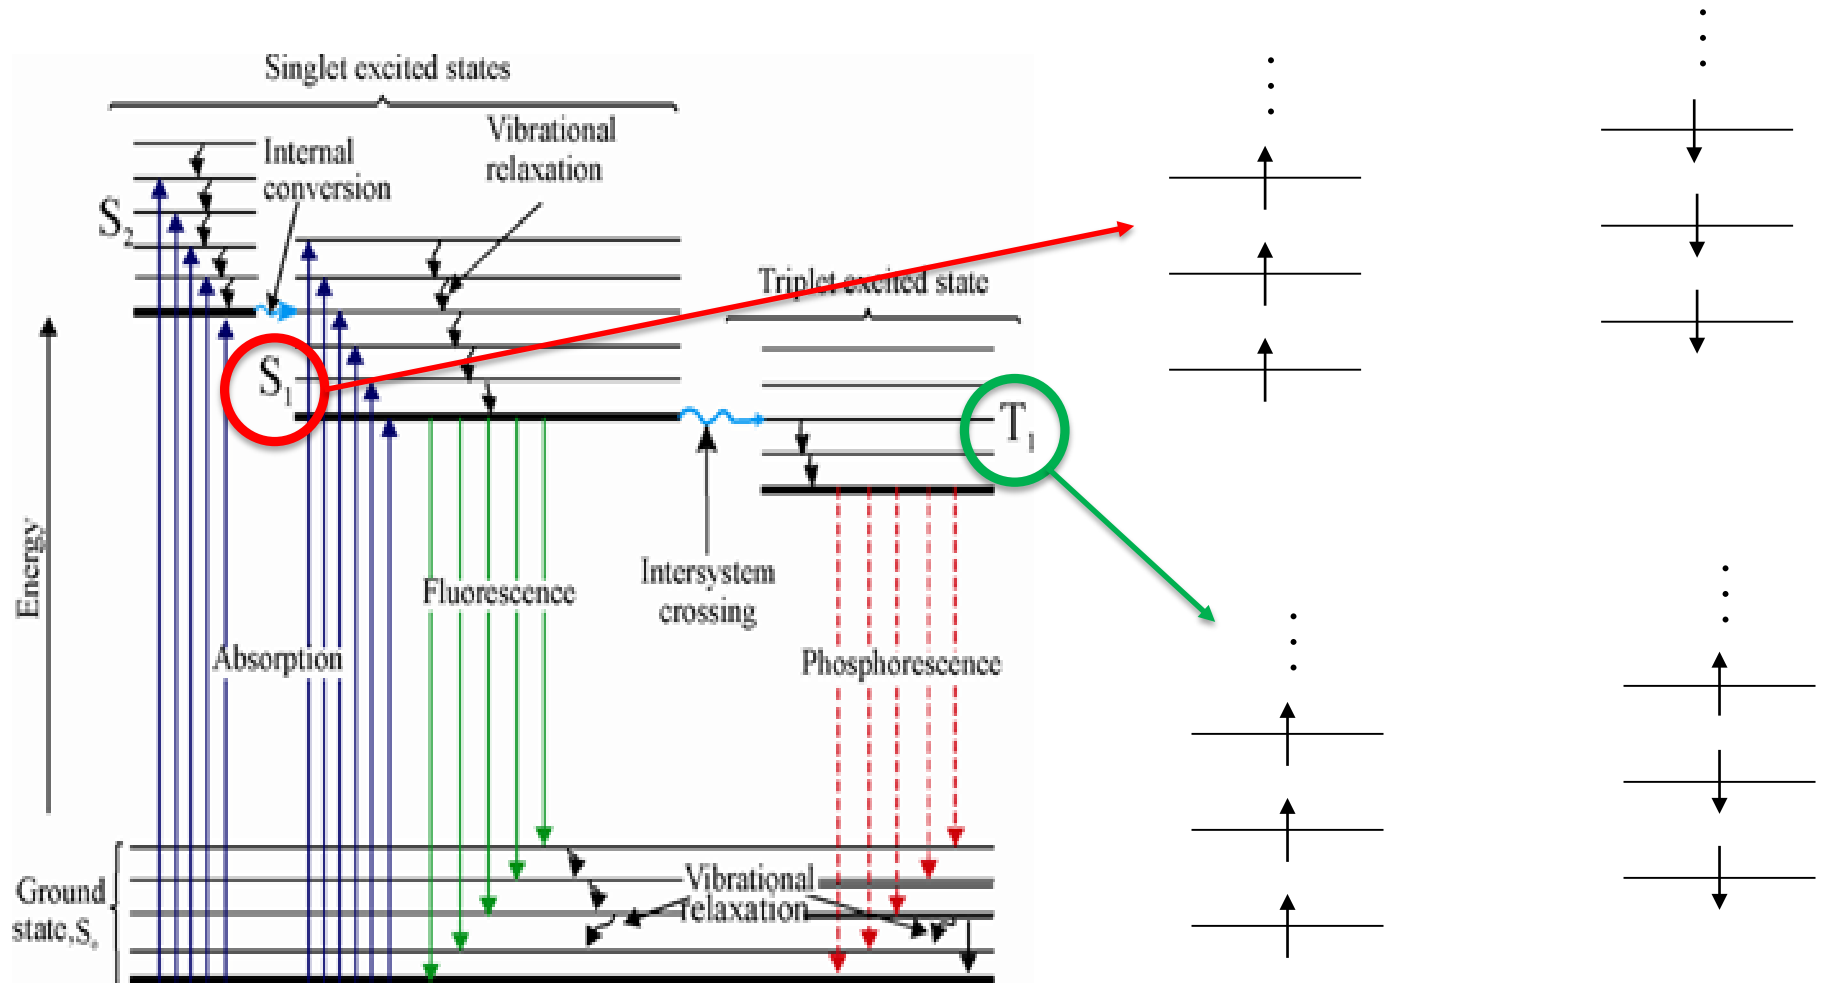 Singlet excited states
Internal
conversion
Vibrational
relaxation
S2
S1
Triplet excited state
T1
Energy
Absorption
Fluorescence
Intersystem
crossing
Phosphorescence
Ground
state, S0
Vibrational
relaxation